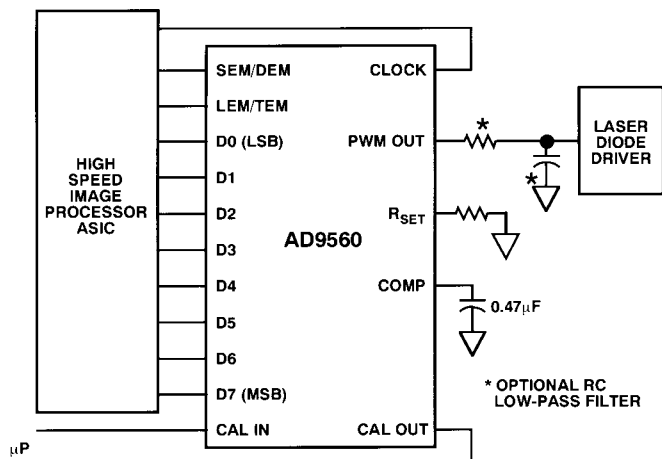 HIGH
SPEED
IMAGE
PROCESSOR
ASIC
SEM/DEM
LEM/TEM
D0 (LSB)
D1
D2
D3
D4
D5
D6
D7 (MSB)
CAL IN
μP
AD9560
CLOCK
PWM OUT
RSET
COMP
CAL OUT
*
*
0.47μF
LASER
DIODE
DRIVER
* OPTIONAL RC
LOW-PASS FILTER